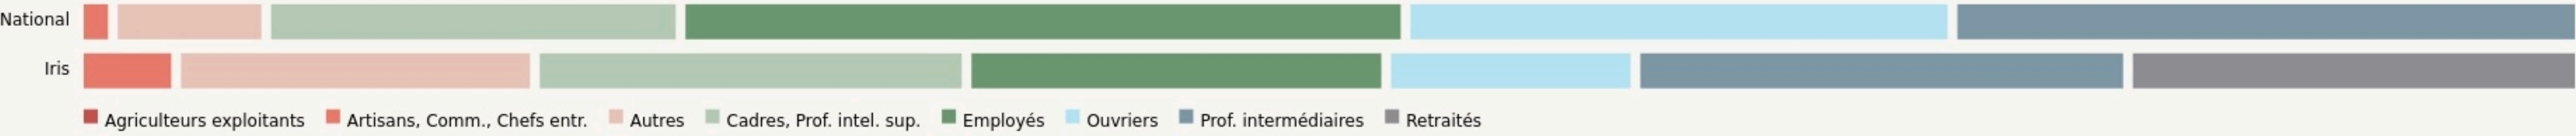 National
Iris
Agriculteurs exploitants Artisans, Comm., Chefs entr. Autres Cadres, Prof. intel. sup. Employés Ouvriers Prof. intermédiaires Retraités